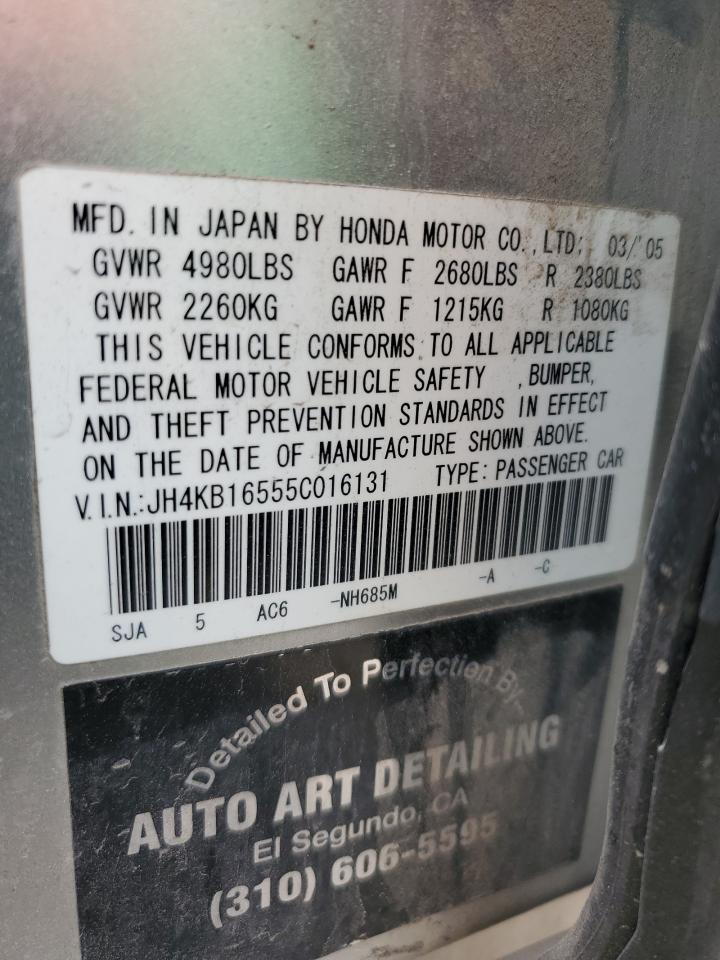 MFD. IN JAPAN BY HONDA MOTOR CO., LTD; 03/'05
GVWR 4980LBS GAWR F 2680LBS R 2380LBS
GVWR 2260KG GAWR F 1215KG R 1080KG
THIS VEHICLE CONFORMS TO ALL APPLICABLE
FEDERAL MOTOR VEHICLE SAFETY , BUMPER,
AND THEFT PREVENTION STANDARDS IN EFFECT
ON THE DATE OF MANUFACTURE SHOWN ABOVE.
V.I.N.:JH4KB16555C016131 TYPE: PASSENGER CAR
SJA 5 AC6 -NH685M -A -C
Detailed To Perfection By-
AUTO ART DETAILING
El Segundo, CA
(310) 606-5595